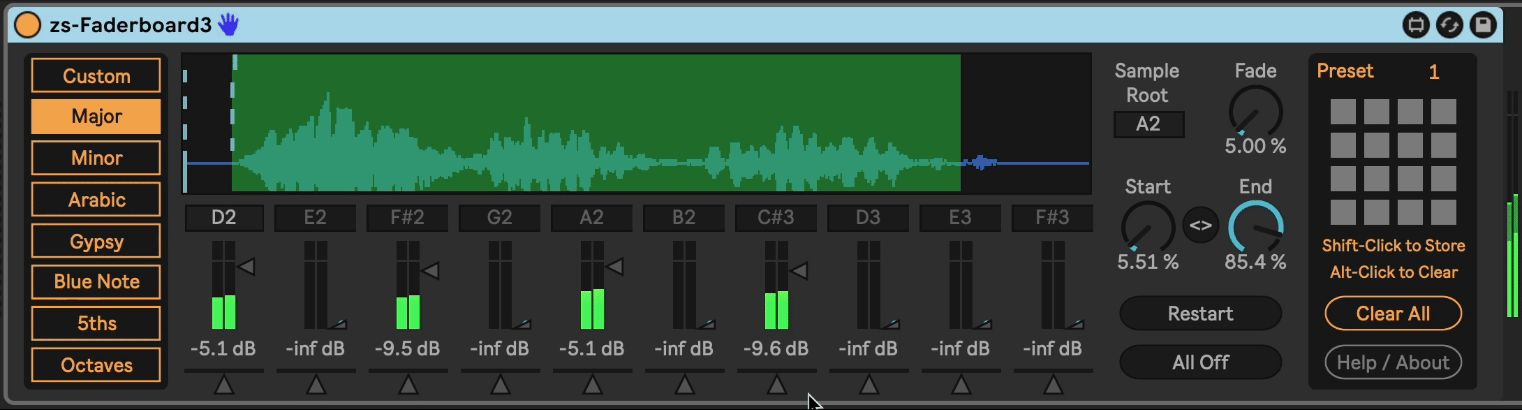 zs-Faderboard3
Custom
Major
Minor
Arabic
Gypsy
Blue Note
5ths
Octaves
D2 E2 F#2 G2 A2 B2 C#3 D3 E3 F#3
-5.1 dB -inf dB -9.5 dB -inf dB -5.1 dB -inf dB -9.6 dB -inf dB -inf dB -inf dB
Sample
Root
A2
Fade
5.00 %
Start
5.51 %
<>
End
85.4 %
Restart
All Off
Preset 1
Shift-Click to Store
Alt-Click to Clear
Clear All
Help / About